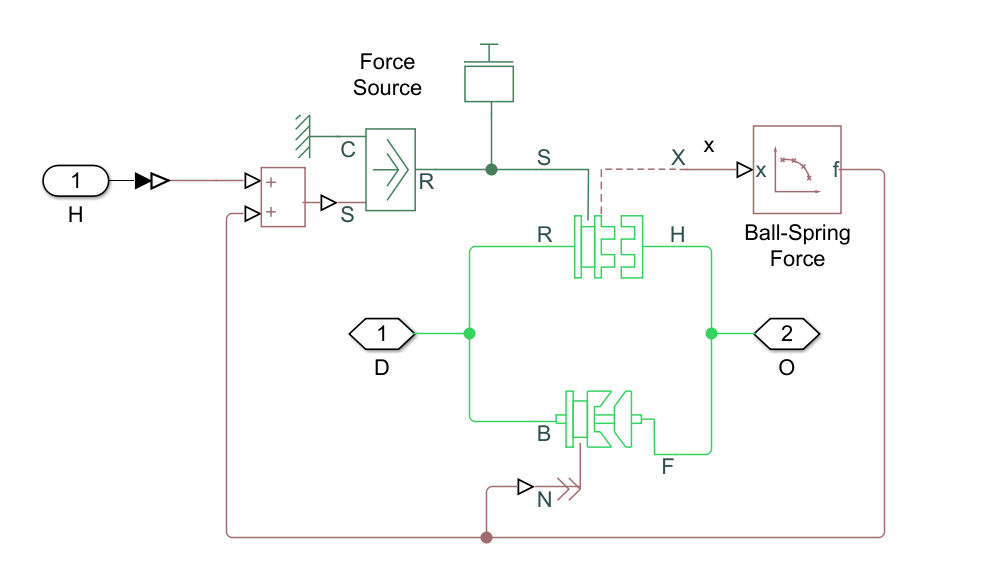 Force
Source
C
R
S
X
x
x
f
1
H
+
+
S
Ball-Spring
Force
R
H
1
D
2
O
B
F
N